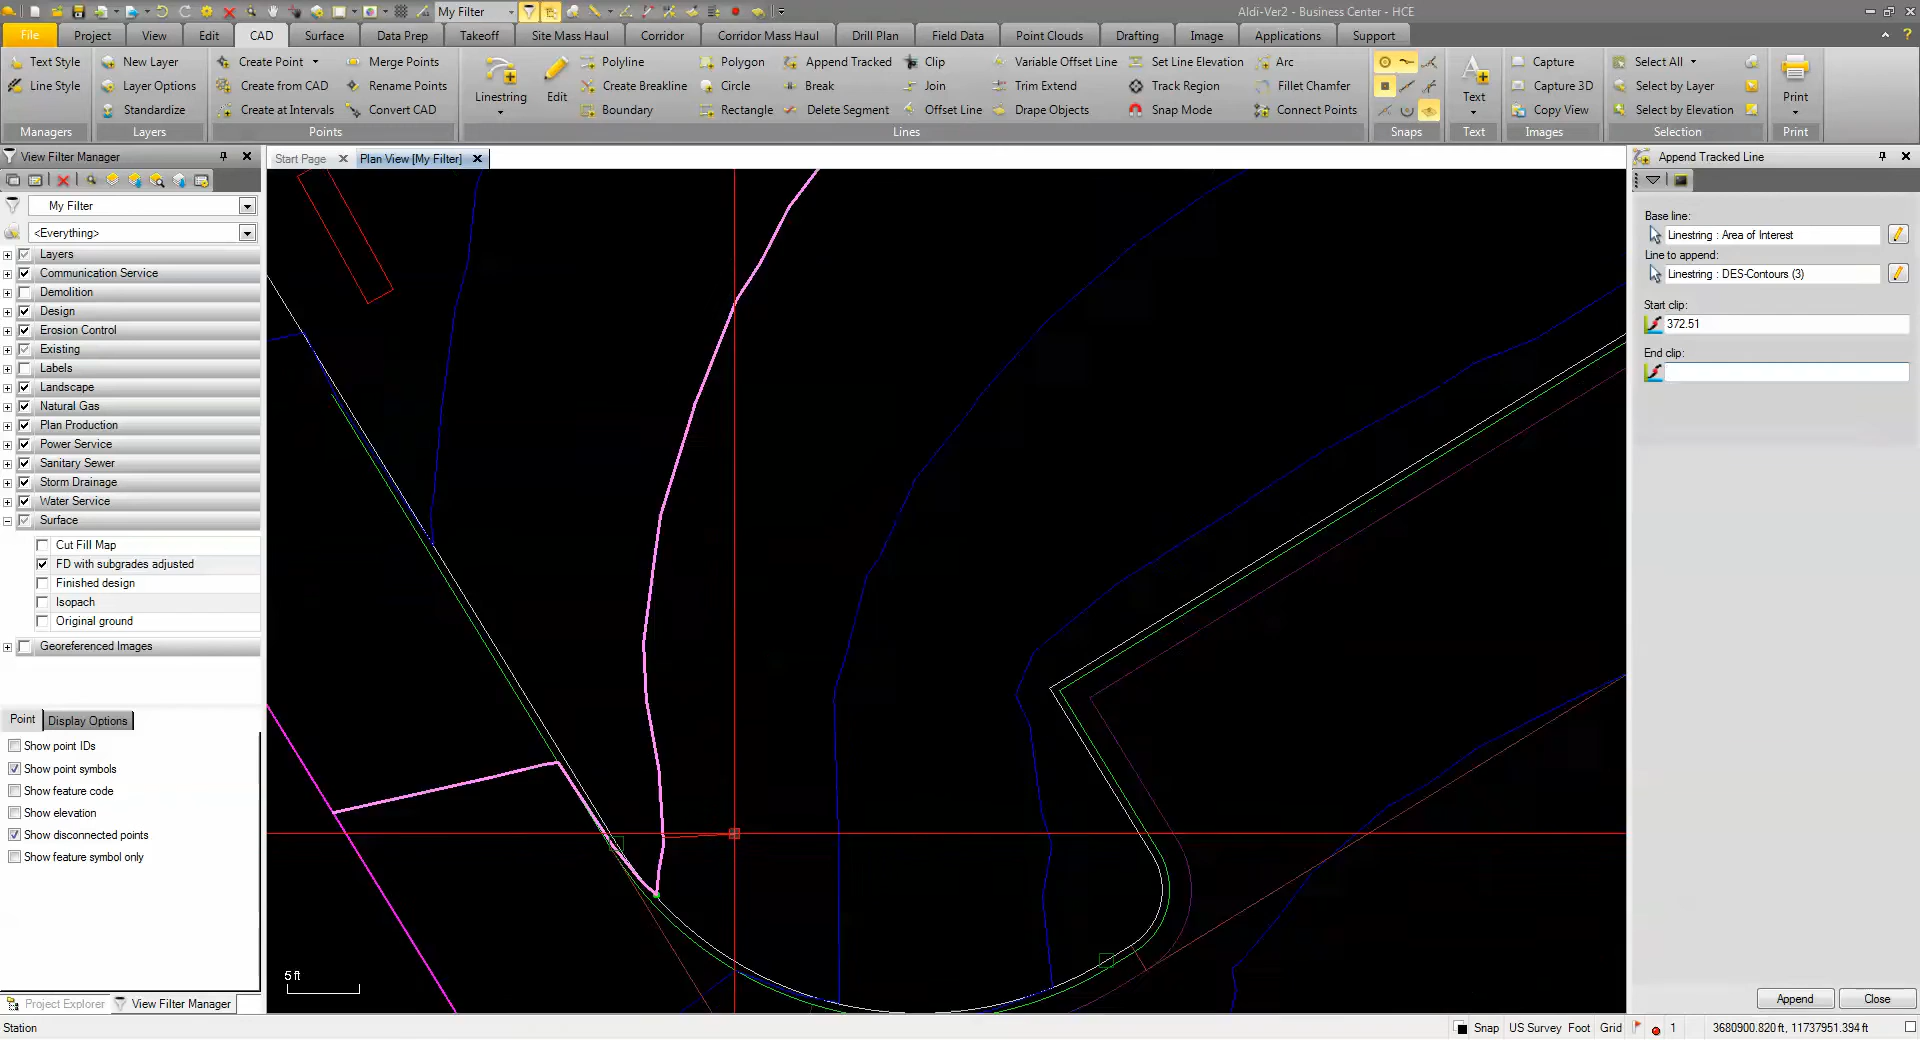 My Filter
Aldi-Ver2 - Business Center - HCE
File Project View Edit CAD Surface Data Prep Takeoff Site Mass Haul Corridor Corridor Mass Haul Drill Plan Field Data Point Clouds Drafting Image Applications Support
Text Style New Layer Create Point Merge Points Polyline Polygon Append Tracked Clip Variable Offset Line Set Line Elevation Arc Capture Select All
Line Style Layer Options Create from CAD Rename Points Linestring Edit Create Breakline Circle Break Join Trim Extend Track Region Fillet Chamfer Text Capture 3D Select by Layer Print
Standardize Create at Intervals Convert CAD Boundary Rectangle Delete Segment Offset Line Drape Objects Snap Mode Connect Points Copy View Select by Elevation
Managers Layers Points Lines Snaps Text Images Selection Print
View Filter Manager
My Filter
<Everything>
Layers
Communication Service
Demolition
Design
Erosion Control
Existing
Labels
Landscape
Natural Gas
Plan Production
Power Service
Sanitary Sewer
Storm Drainage
Water Service
Surface
Cut Fill Map
FD with subgrades adjusted
Finished design
Isopach
Original ground
Georeferenced Images
Point Display Options
Show point IDs
Show point symbols
Show feature code
Show elevation
Show disconnected points
Show feature symbol only
Project Explorer View Filter Manager
Start Page Plan View [My Filter]
5 ft
Append Tracked Line
Base line:
Linestring : Area of Interest
Line to append:
Linestring : DES-Contours (3)
Start clip:
372.51
End clip:
Append Close
Station Snap US Survey Foot Grid 1 3680900.820 ft, 11737951.394 ft